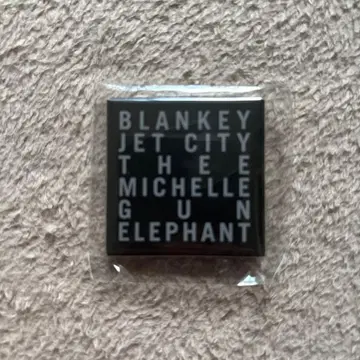 BLANKEY
JET CITY
THEE
MICHELLE
GUN
ELEPHANT